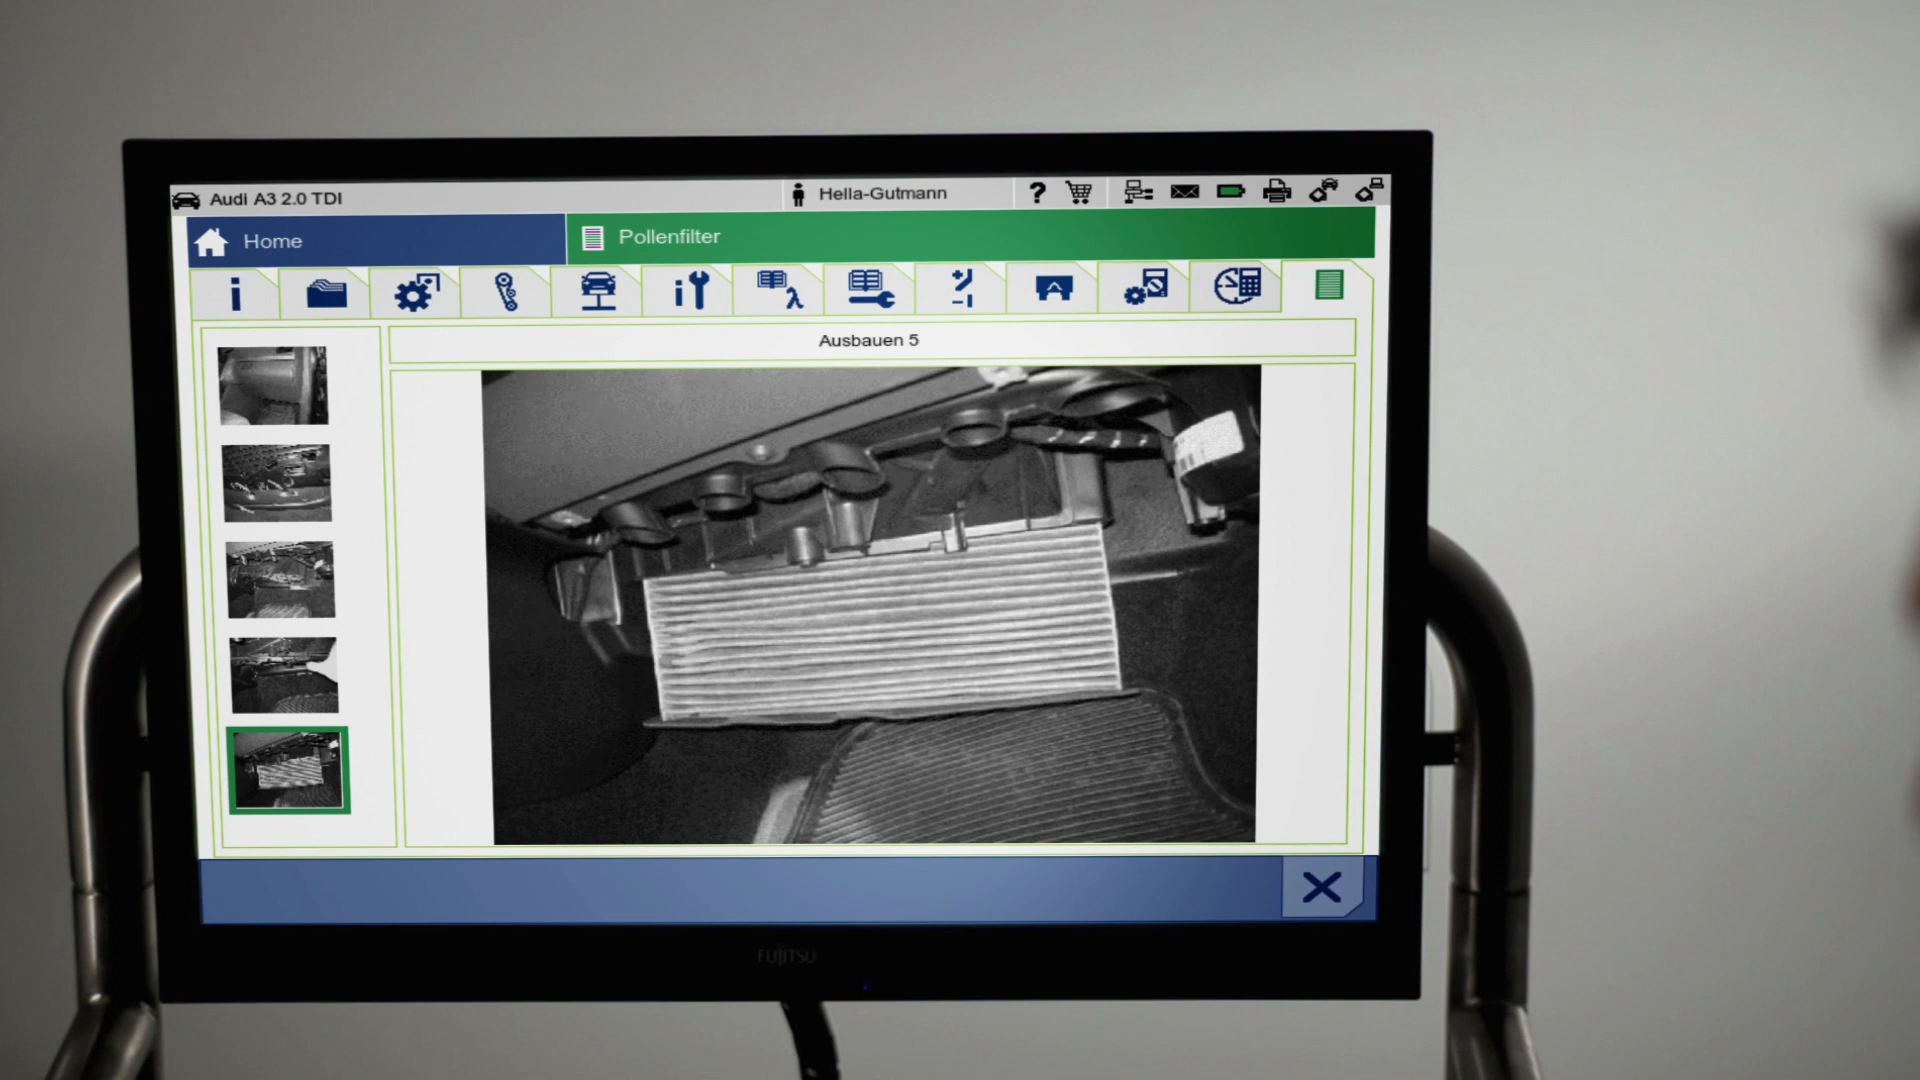 Audi A3 2.0 TDI
Hella-Gutmann
?
Home
Pollenfilter
Ausbauen 5
FUJITSU